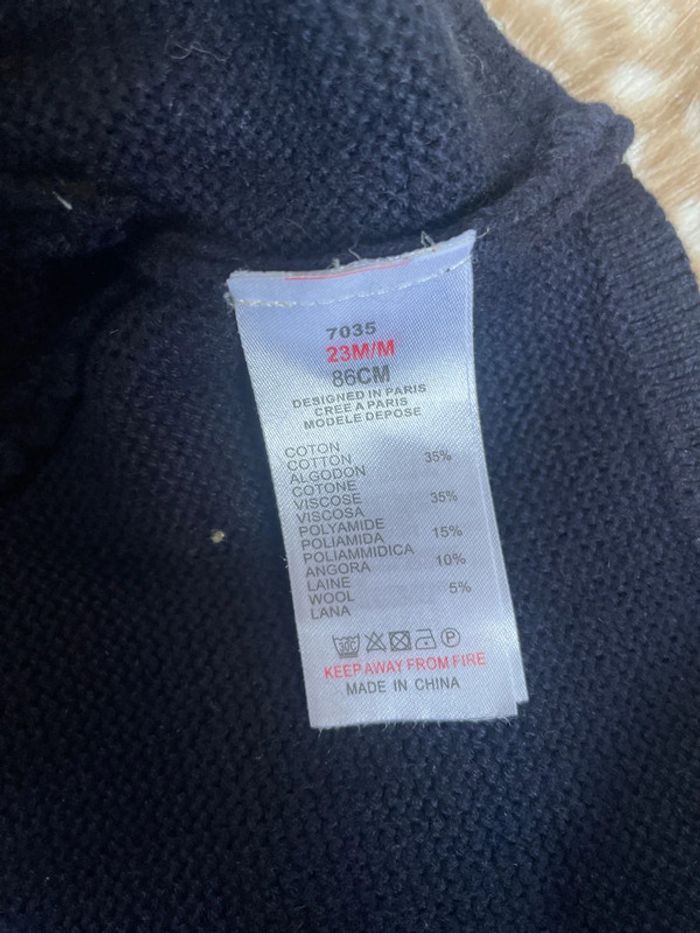 7035
23M/M
86CM
DESIGNED IN PARIS
CREE A PARIS
MODELE DEPOSE
COTON
COTTON 35%
ALGODON
COTONE
VISCOSE 35%
VISCOSA
POLYAMIDE
POLIAMIDA 15%
POLIAMMIDICA
ANGORA 10%
LAINE
WOOL 5%
LANA
30C P
KEEP AWAY FROM FIRE
MADE IN CHINA